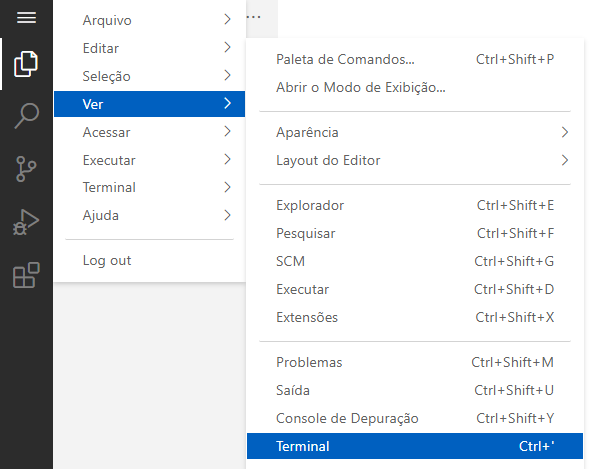 Arquivo
Editar
Seleção
Ver
Acessar
Executar
Terminal
Ajuda
Log out
Paleta de Comandos... Ctrl+Shift+P
Abrir o Modo de Exibição...
Aparência
Layout do Editor
Explorador Ctrl+Shift+E
Pesquisar Ctrl+Shift+F
SCM Ctrl+Shift+G
Executar Ctrl+Shift+D
Extensões Ctrl+Shift+X
Problemas Ctrl+Shift+M
Saída Ctrl+Shift+U
Console de Depuração Ctrl+Shift+Y
Terminal Ctrl+'